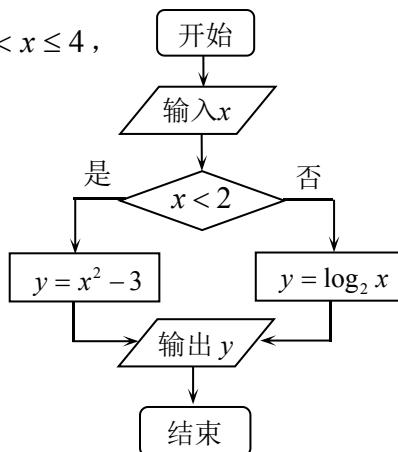 < x ≤ 4，
开始
输入x
是
否
x < 2
y = x² − 3
y = log₂ x
输出 y
结束